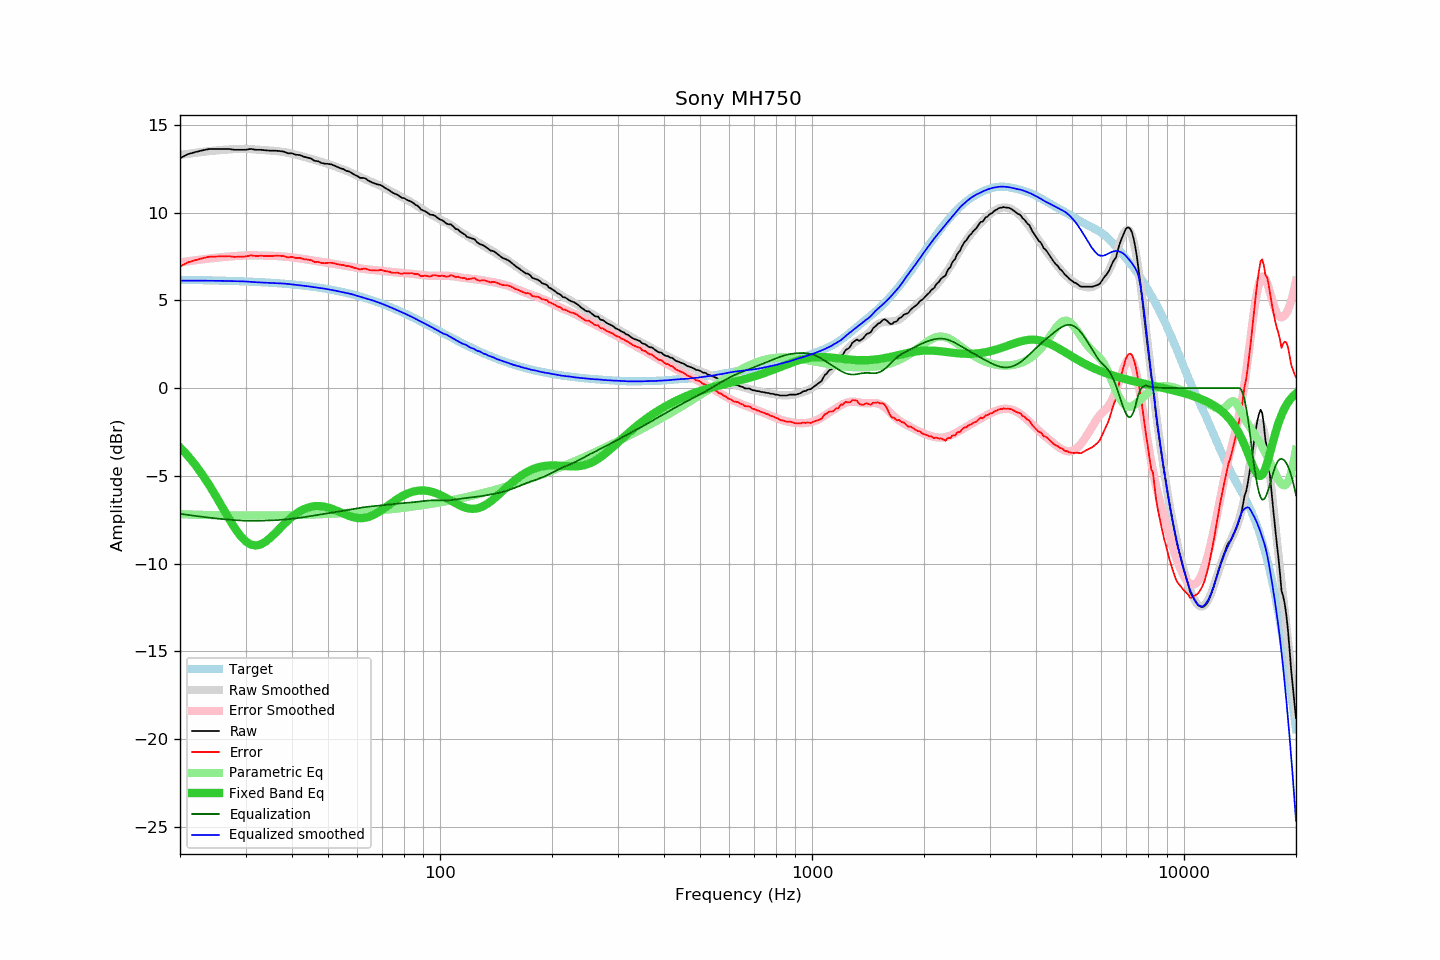 Sony MH750
15
10
5
0
−5
−10
−15
−20
−25
Amplitude (dBr)
Target
Raw Smoothed
Error Smoothed
Raw
Error
Parametric Eq
Fixed Band Eq
Equalization
Equalized smoothed
100 1000 10000
Frequency (Hz)